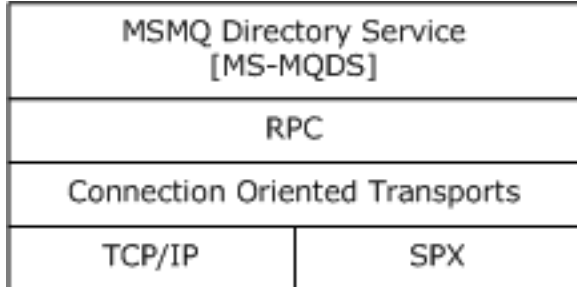 MSMQ Directory Service
[MS-MQDS]
RPC
Connection Oriented Transports
TCP/IP
SPX